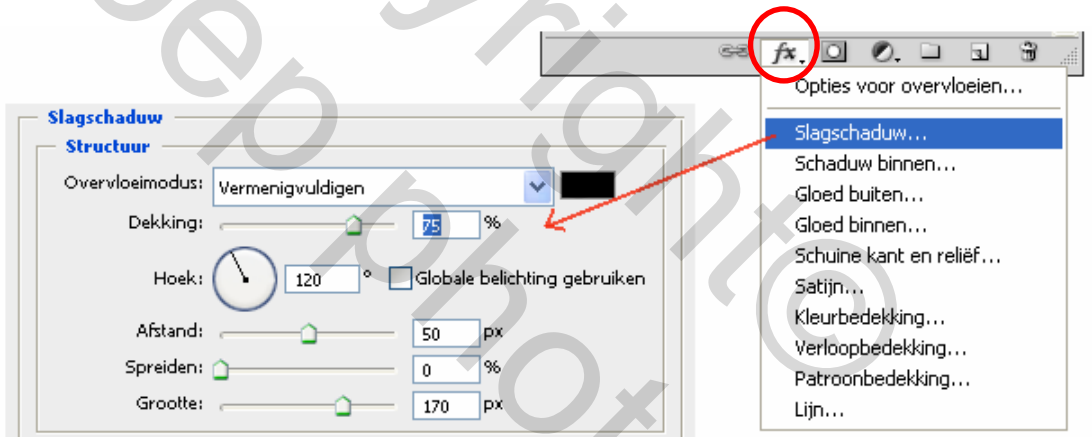 fx.
Opties voor overvloeien...
Slagschaduw...
Schaduw binnen...
Gloed buiten...
Gloed binnen...
Schuine kant en reliëf...
Satijn...
Kleurbedekking...
Verloopbedekking...
Patroonbedekking...
Lijn...
Slagschaduw
Structuur
Overvloeimodus: Vermenigvuldigen
Dekking: 75 %
Hoek: 120 ° Globale belichting gebruiken
Afstand: 50 px
Spreiden: 0 %
Grootte: 170 px